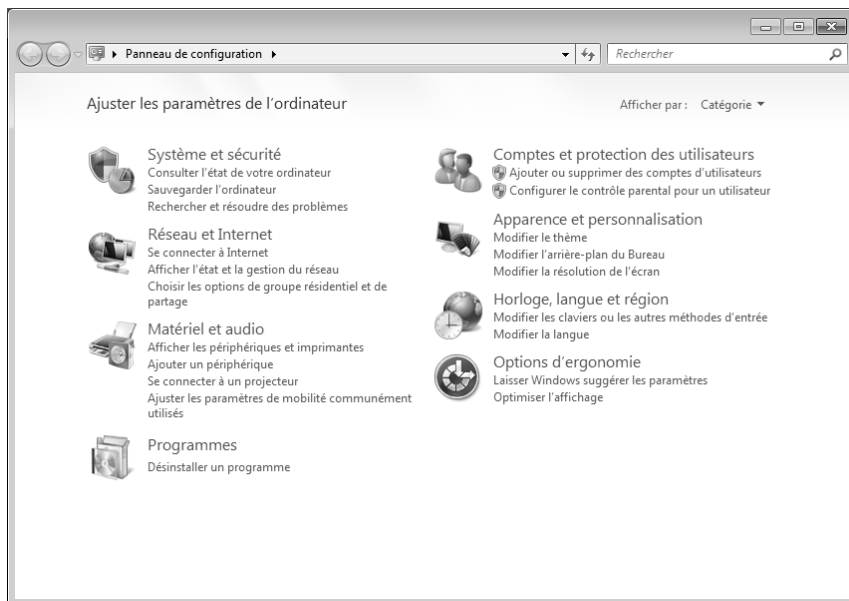 Panneau de configuration
Rechercher
Ajuster les paramètres de l'ordinateur
Afficher par : Catégorie
Système et sécurité
Consulter l'état de votre ordinateur
Sauvegarder l'ordinateur
Rechercher et résoudre des problèmes
Réseau et Internet
Se connecter à Internet
Afficher l'état et la gestion du réseau
Choisir les options de groupe résidentiel et de
partage
Matériel et audio
Afficher les périphériques et imprimantes
Ajouter un périphérique
Se connecter à un projecteur
Ajuster les paramètres de mobilité communément
utilisés
Programmes
Désinstaller un programme
Comptes et protection des utilisateurs
Ajouter ou supprimer des comptes d'utilisateurs
Configurer le contrôle parental pour un utilisateur
Apparence et personnalisation
Modifier le thème
Modifier l'arrière-plan du Bureau
Modifier la résolution de l'écran
Horloge, langue et région
Modifier les claviers ou les autres méthodes d'entrée
Modifier la langue
Options d'ergonomie
Laisser Windows suggérer les paramètres
Optimiser l'affichage